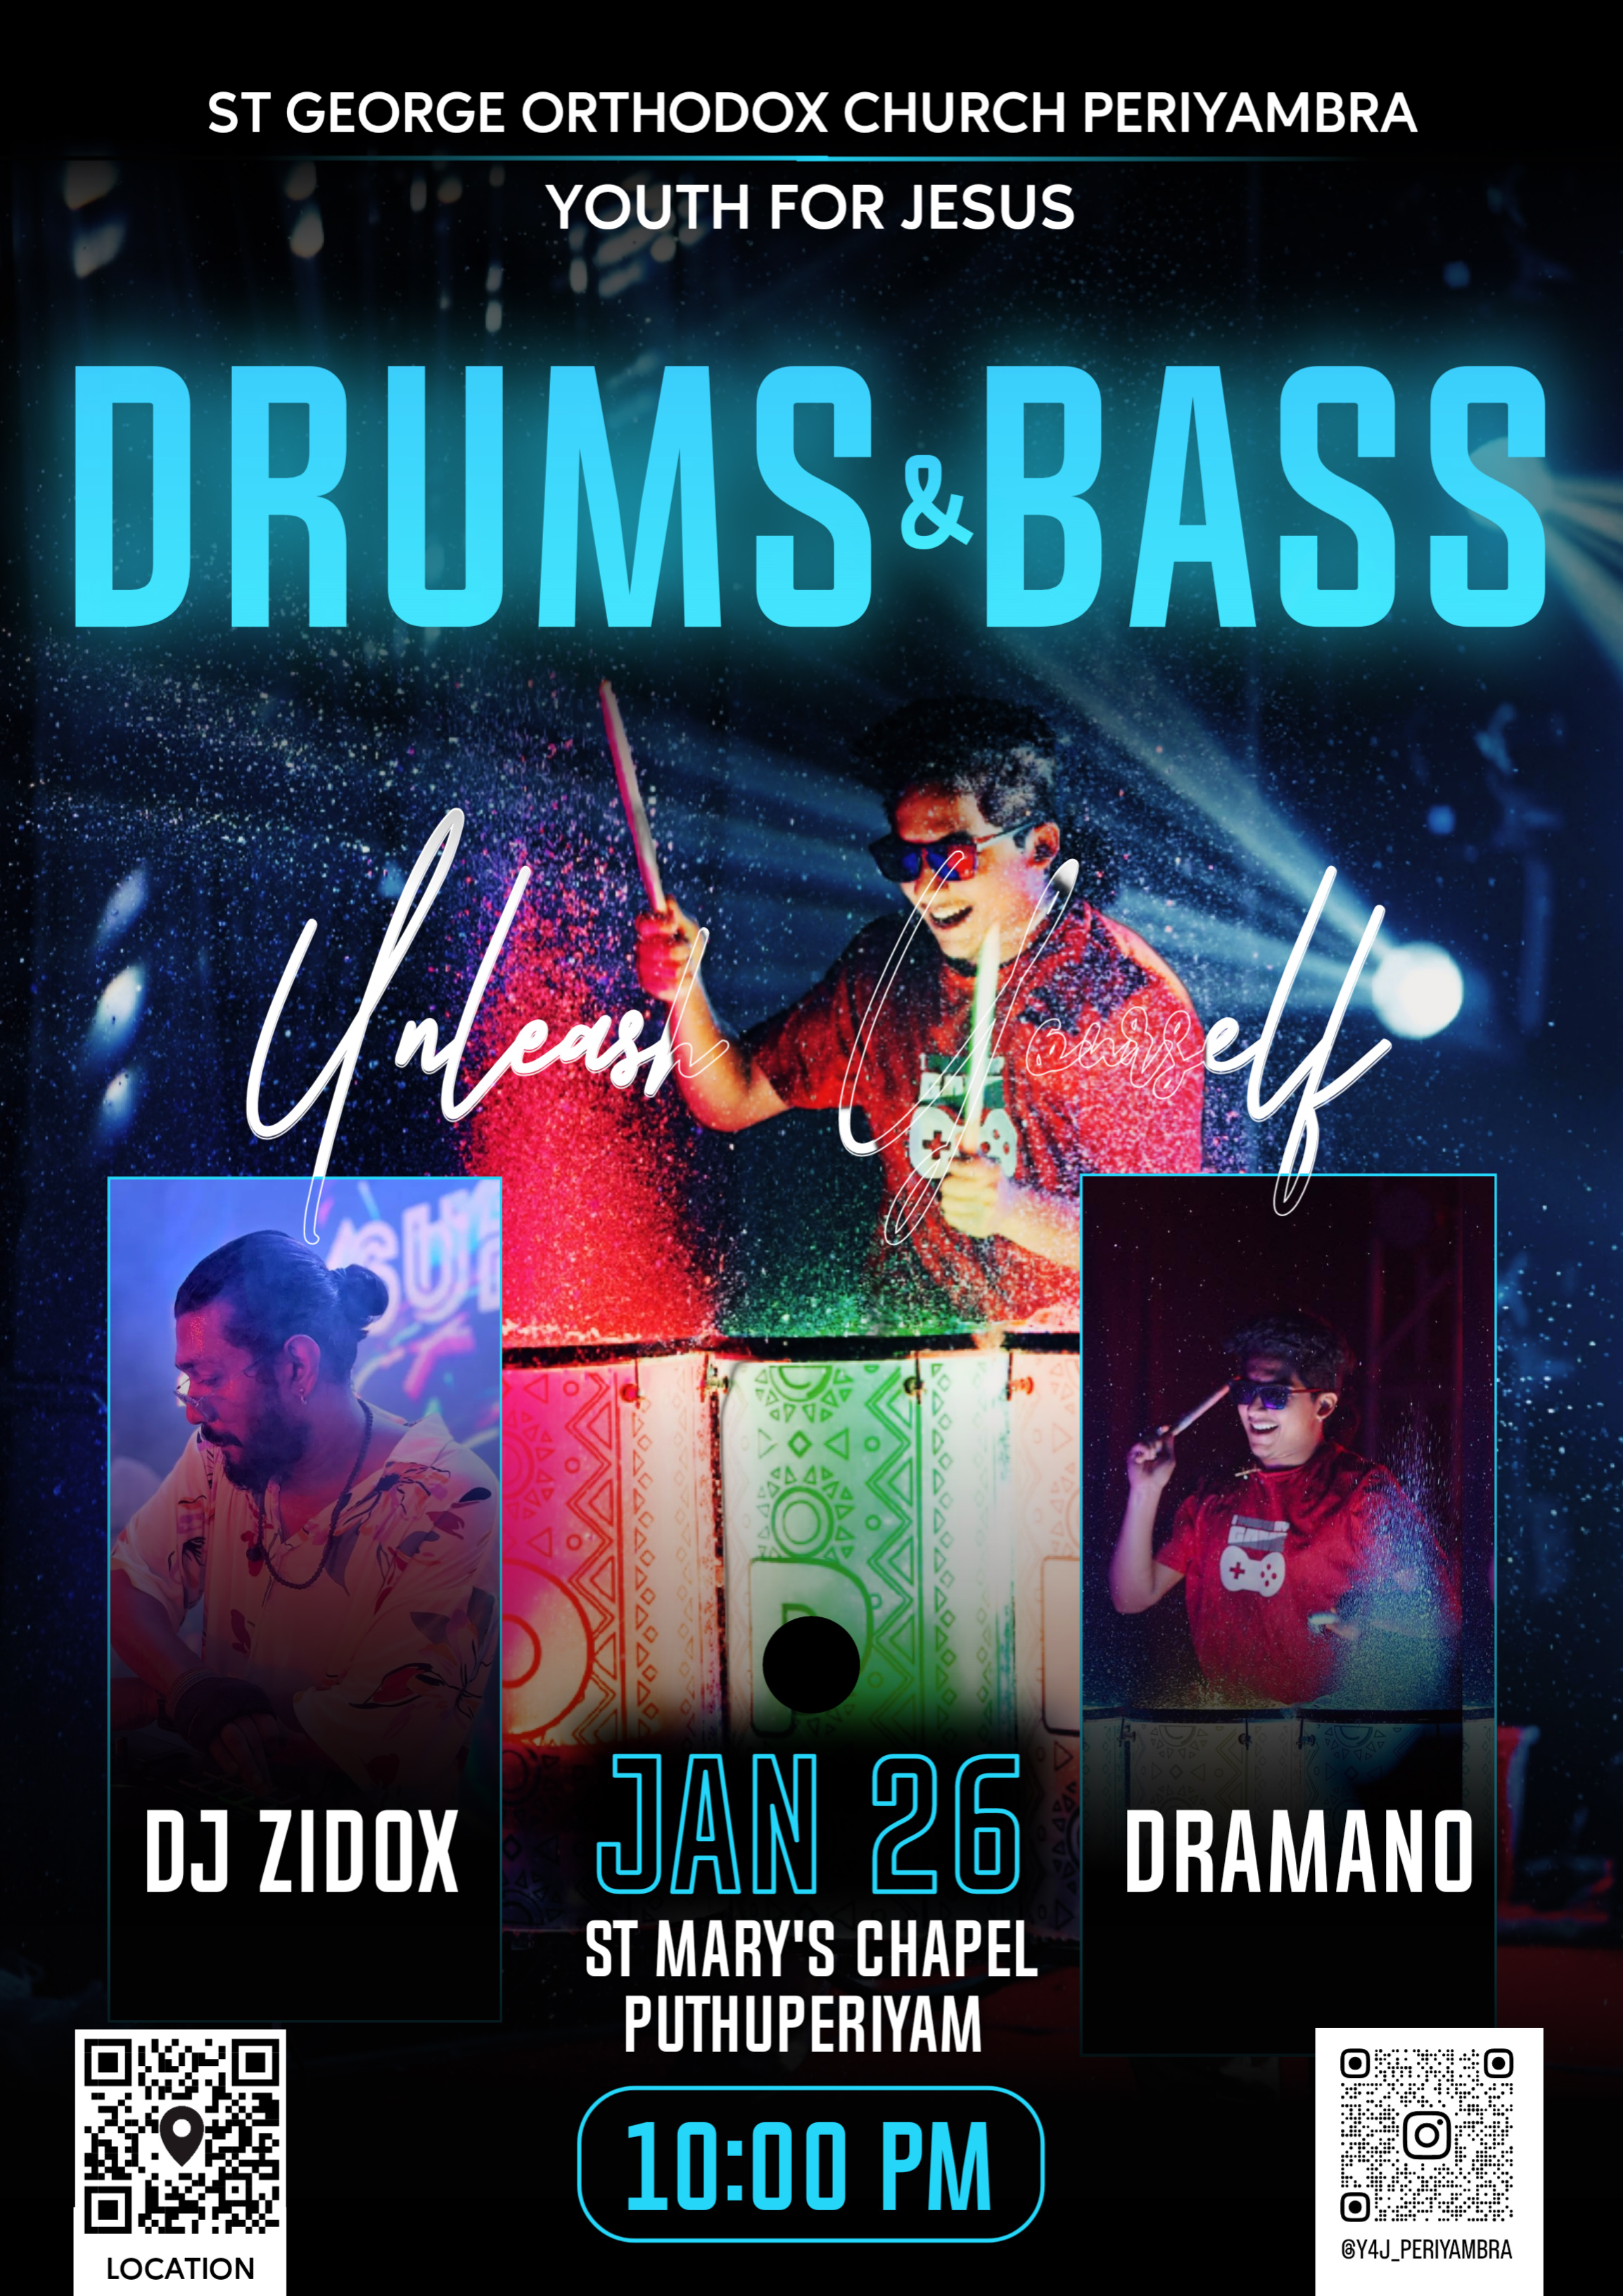 ST GEORGE ORTHODOX CHURCH PERIYAMBRA
YOUTH FOR JESUS
DRUMS & BASS
Unleash Yourself
DJ ZIDOX
DRAMANO
JAN 26
ST MARY'S CHAPEL
PUTHUPERIYAM
10:00 PM
LOCATION
@Y4J_PERIYAMBRA